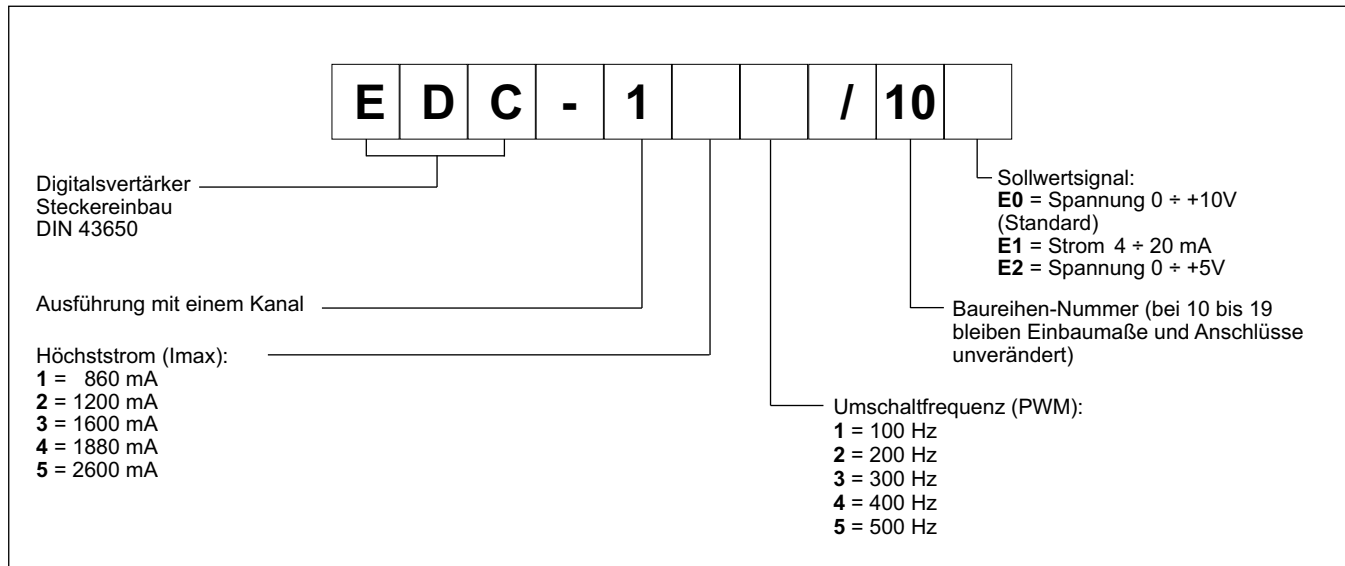 E D C - 1 / 10
Digitalsvertärker
Steckereinbau
DIN 43650
Ausführung mit einem Kanal
Höchststrom (Imax):
1 = 860 mA
2 = 1200 mA
3 = 1600 mA
4 = 1880 mA
5 = 2600 mA
Sollwertsignal:
E0 = Spannung 0 ÷ +10V
(Standard)
E1 = Strom 4 ÷ 20 mA
E2 = Spannung 0 ÷ +5V
Baureihen-Nummer (bei 10 bis 19
bleiben Einbaumaße und Anschlüsse
unverändert)
Umschaltfrequenz (PWM):
1 = 100 Hz
2 = 200 Hz
3 = 300 Hz
4 = 400 Hz
5 = 500 Hz